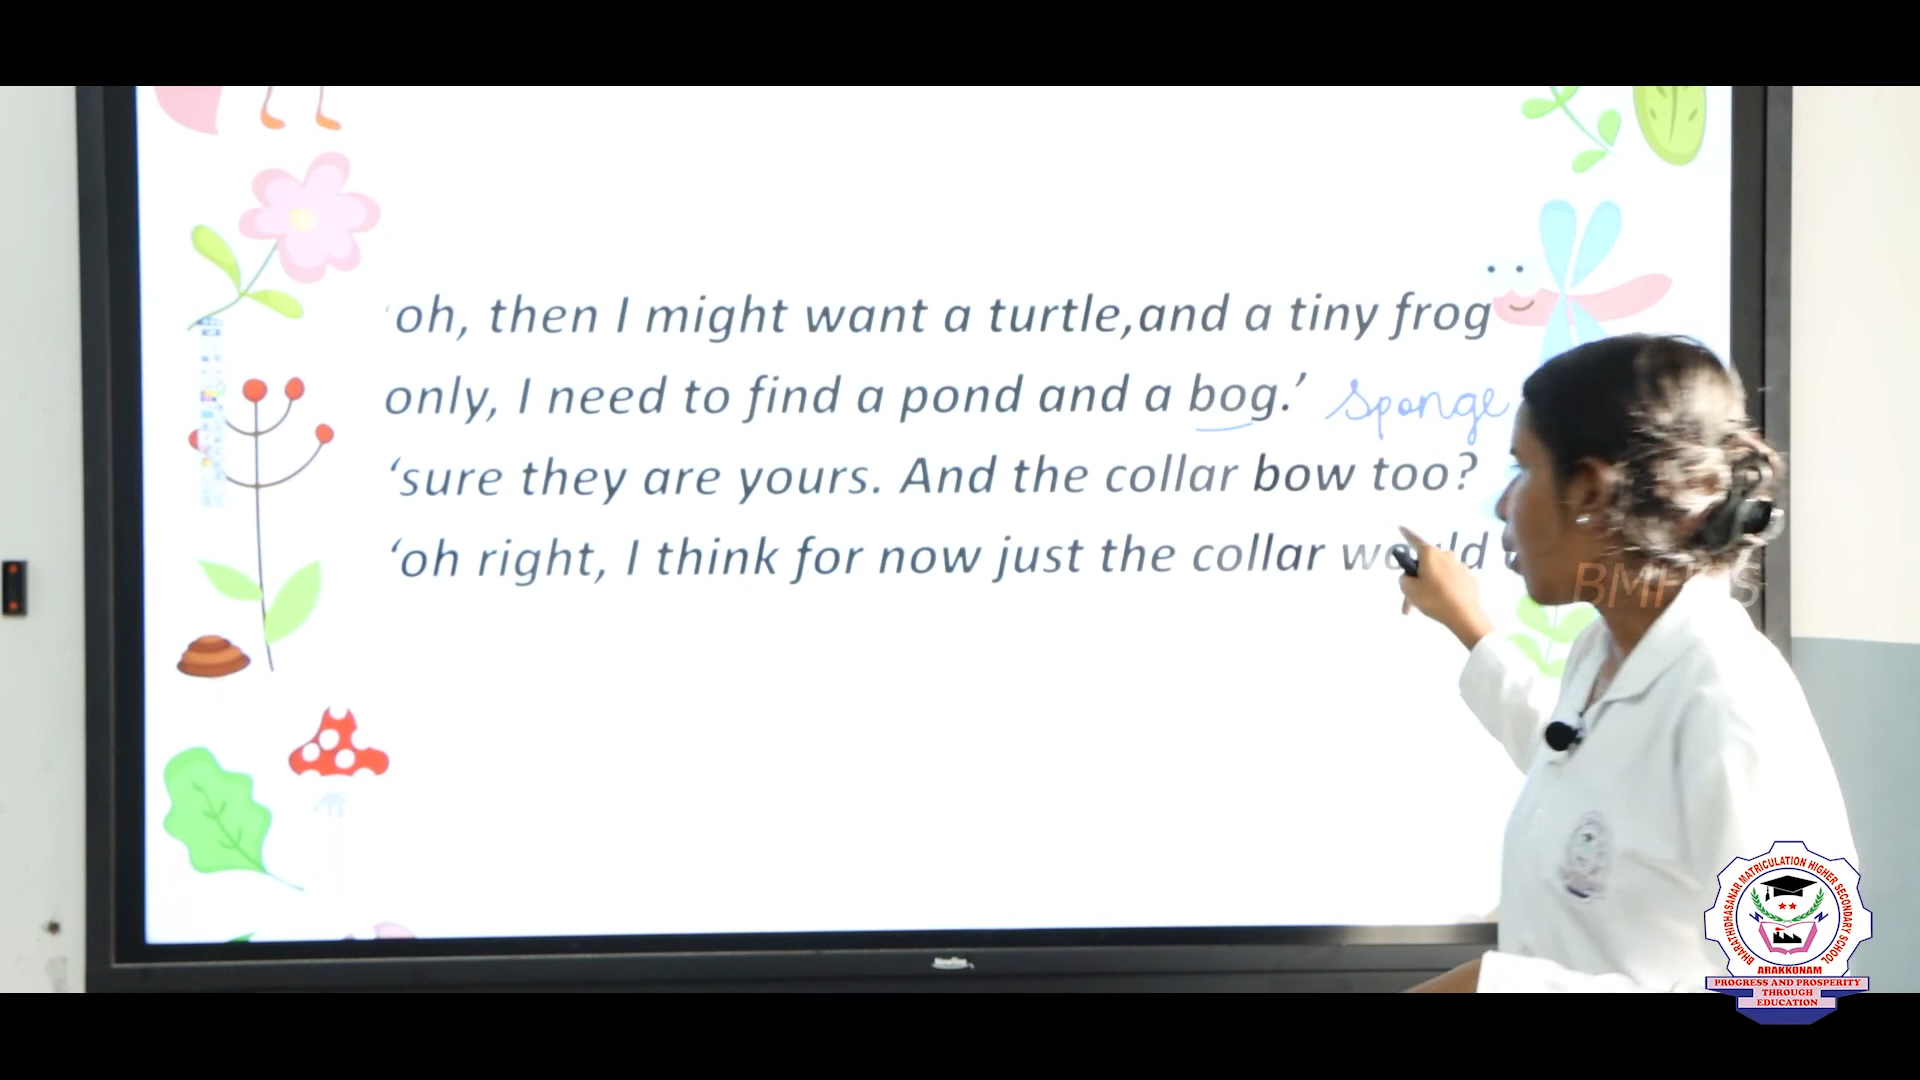 ‘oh, then I might want a turtle,and a tiny frog
only, I need to find a pond and a bog.’ Sponge
‘sure they are yours. And the collar bow too?
‘oh right, I think for now just the collar would
BMHSS
Newline
BHARATHIDHASANAR MATRICULATION HIGHER SECONDARY SCHOOL
ARAKKONAM
PROGRESS AND PROSPERITY
THROUGH
EDUCATION